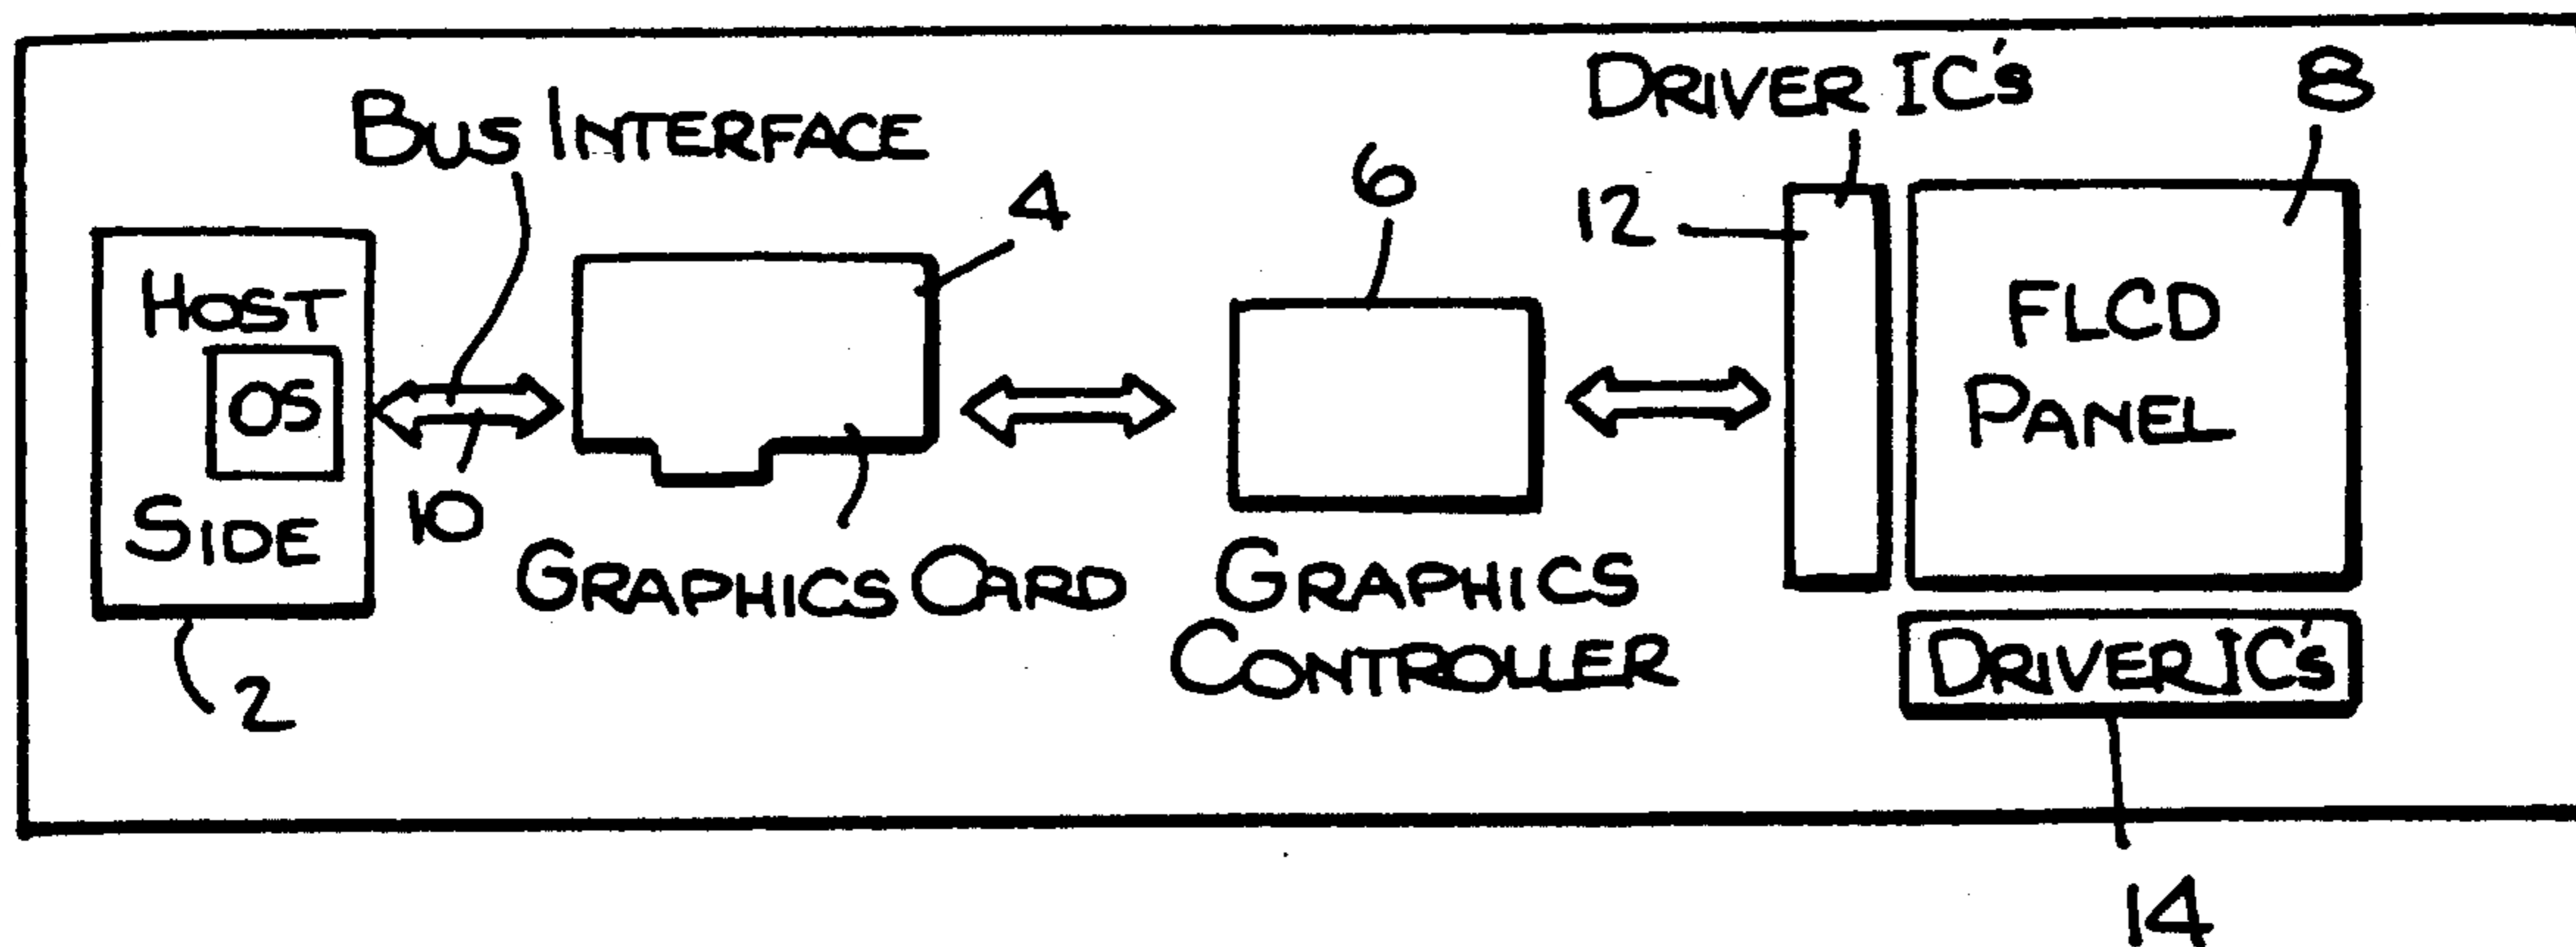 BUS INTERFACE
DRIVER IC's
8
4
6
12
HOST
OS
SIDE
10
2
GRAPHICS CARD
GRAPHICS
CONTROLLER
FLCD
PANEL
DRIVER IC's
14